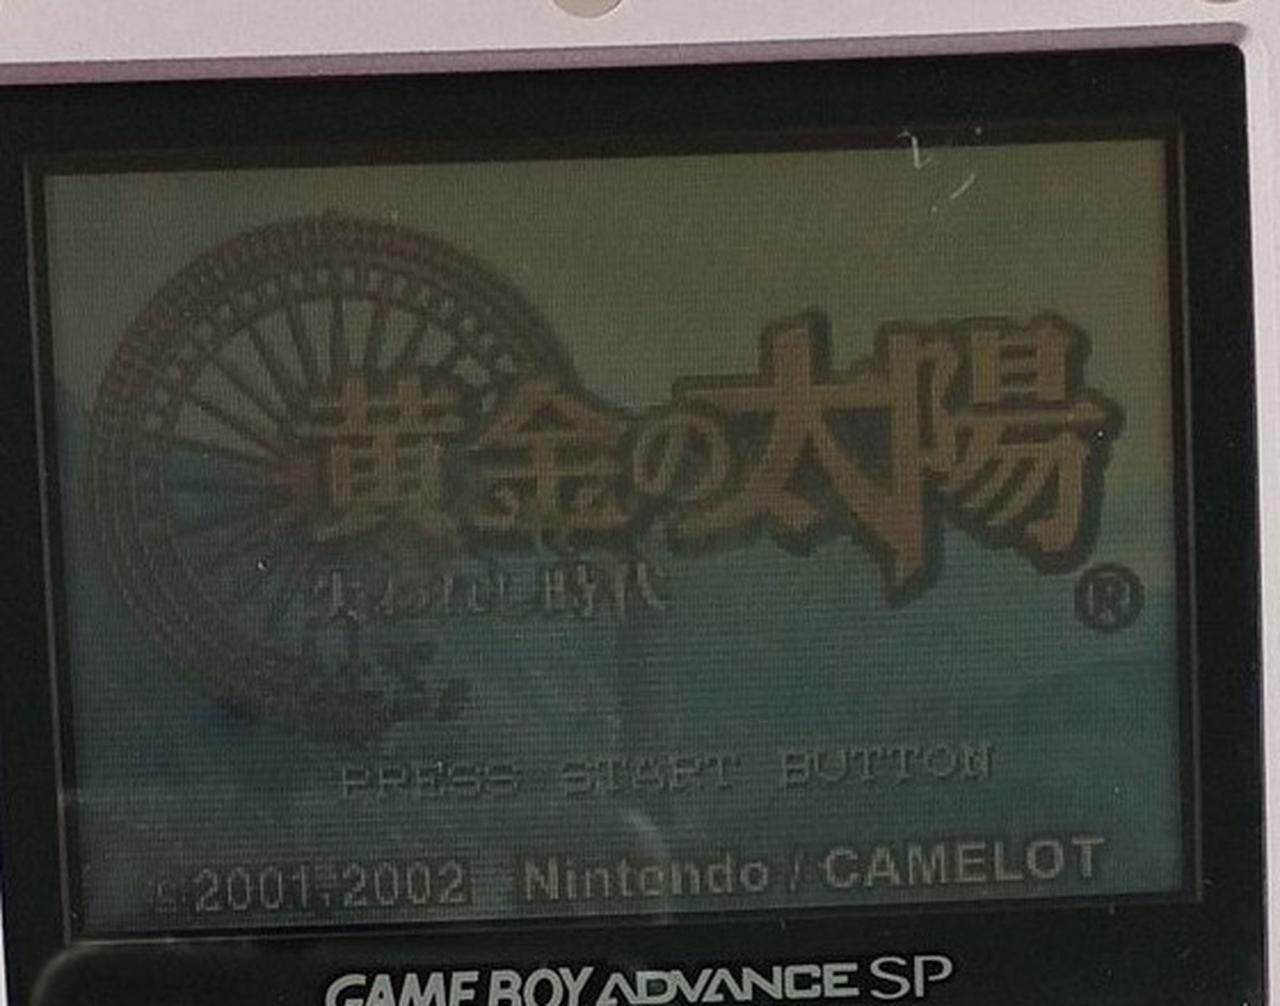 黄金の太陽
®
失われし時代
PRESS START BUTTON
© 2001,2002 Nintendo / CAMELOT
GAME BOY ADVANCE SP